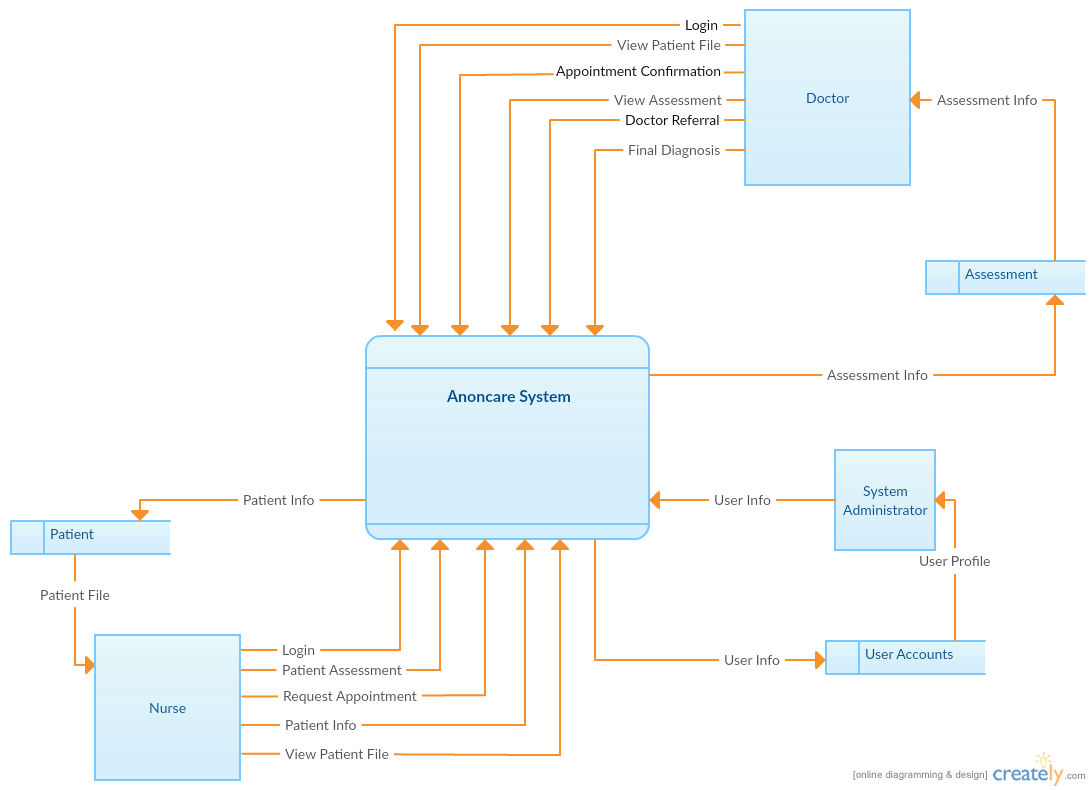 Login
View Patient File
Appointment Confirmation
View Assessment
Doctor Referral
Final Diagnosis
Doctor
Assessment Info
Assessment
Assessment Info
Anoncare System
Patient Info
User Info
System
Administrator
Patient
User Profile
Patient File
User Info
User Accounts
Login
Patient Assessment
Request Appointment
Patient Info
View Patient File
Nurse
[online diagramming & design] creately.com